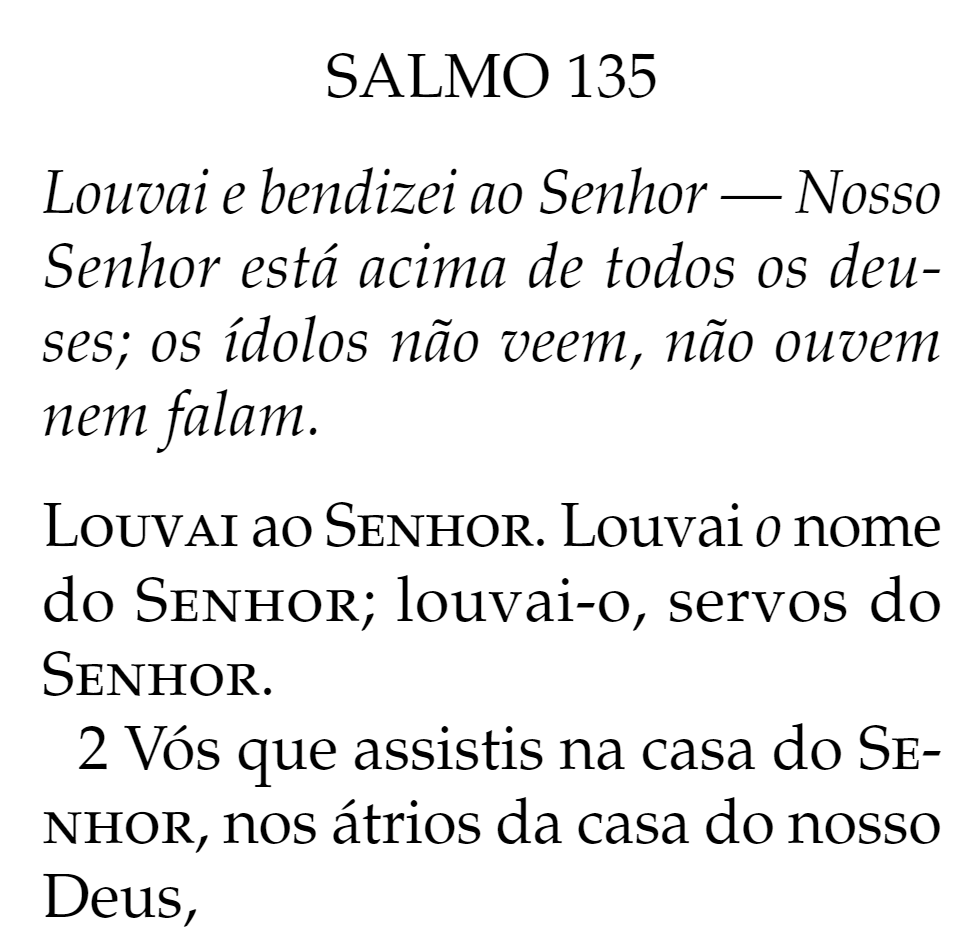 SALMO 135
Louvai e bendizei ao Senhor — Nosso
Senhor está acima de todos os deu-
ses; os ídolos não veem, não ouvem
nem falam.
LOUVAI ao SENHOR. Louvai o nome
do SENHOR; louvai-o, servos do
SENHOR.
2 Vós que assistis na casa do SE-
NHOR, nos átrios da casa do nosso
Deus,